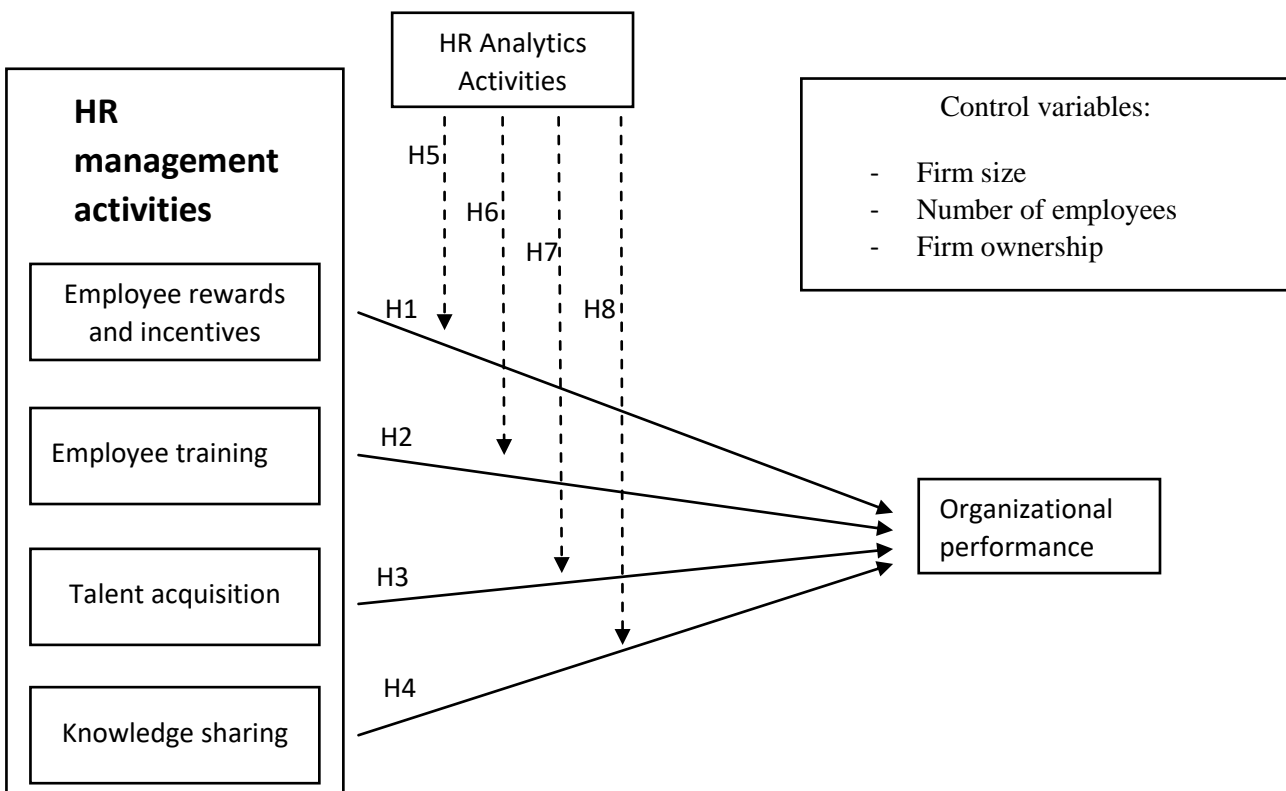 HR Analytics
Activities
HR
management
activities
Employee rewards
and incentives
Employee training
Talent acquisition
Knowledge sharing
H5
H6
H7
H8
H1
H2
H3
H4
Control variables:
- Firm size
- Number of employees
- Firm ownership
Organizational
performance